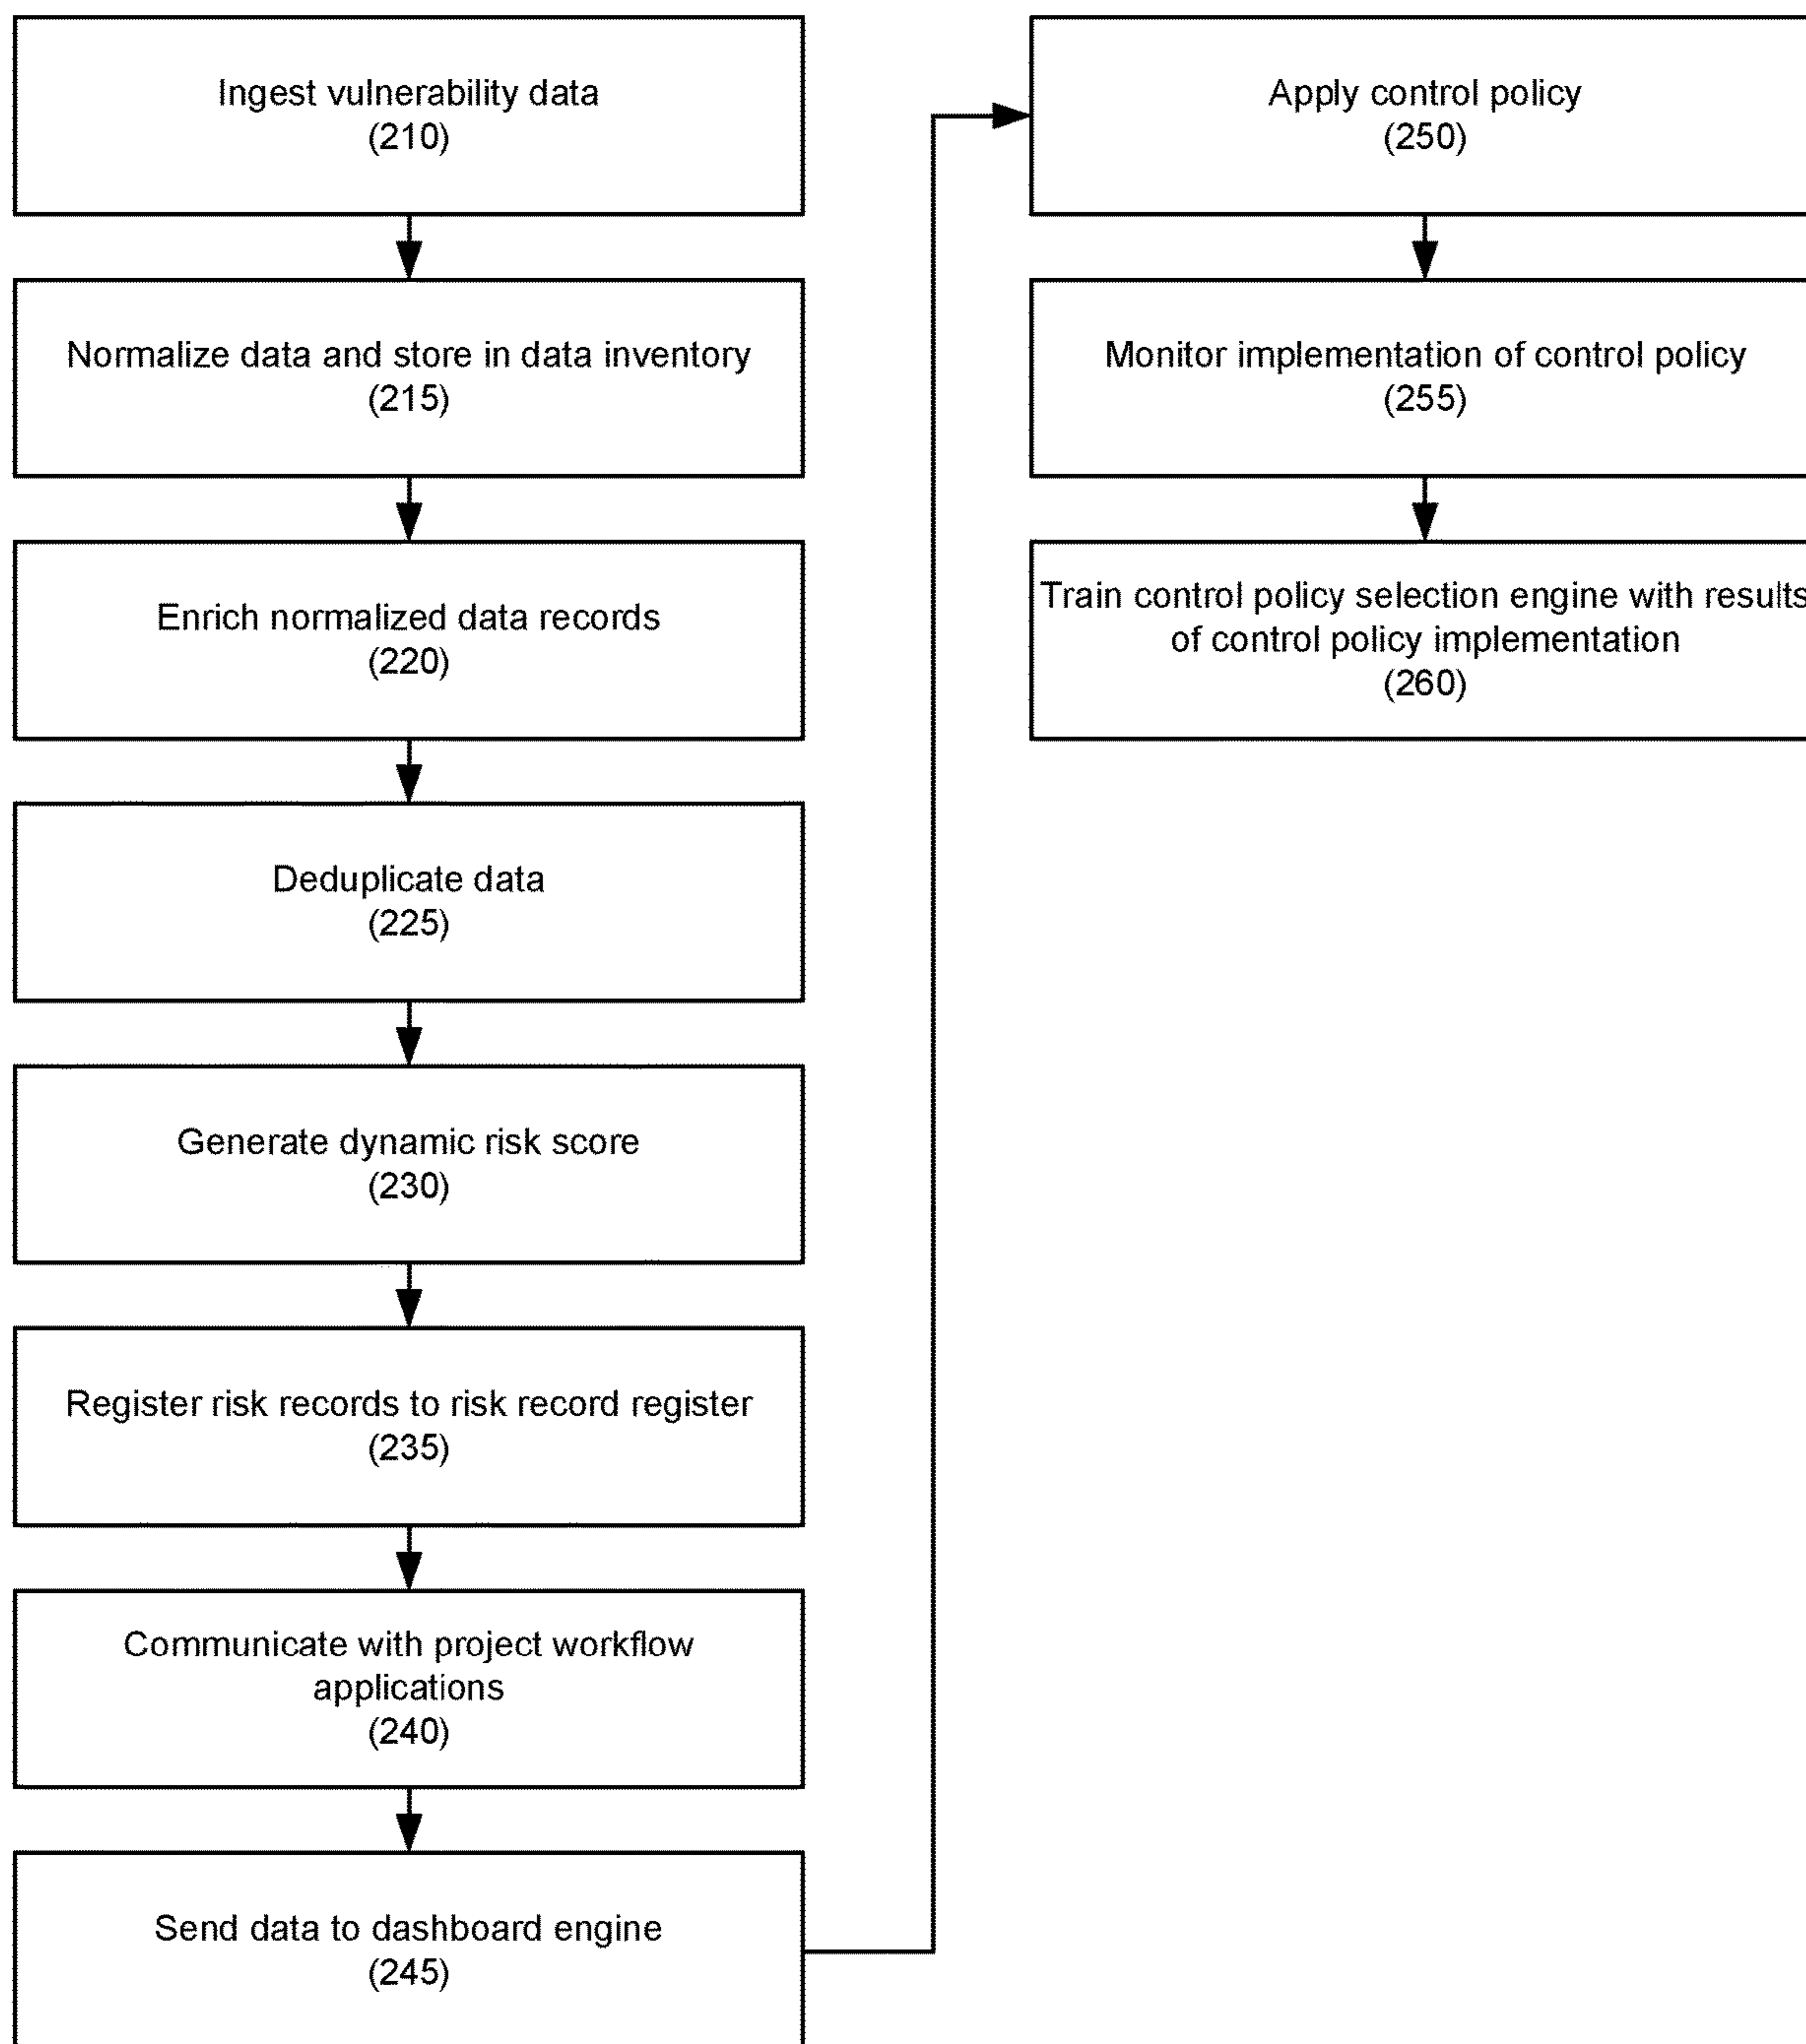 Ingest vulnerability data
(210)
Normalize data and store in data inventory
(215)
Enrich normalized data records
(220)
Deduplicate data
(225)
Generate dynamic risk score
(230)
Register risk records to risk record register
(235)
Communicate with project workflow
applications
(240)
Send data to dashboard engine
(245)
Apply control policy
(250)
Monitor implementation of control policy
(255)
Train control policy selection engine with results
of control policy implementation
(260)